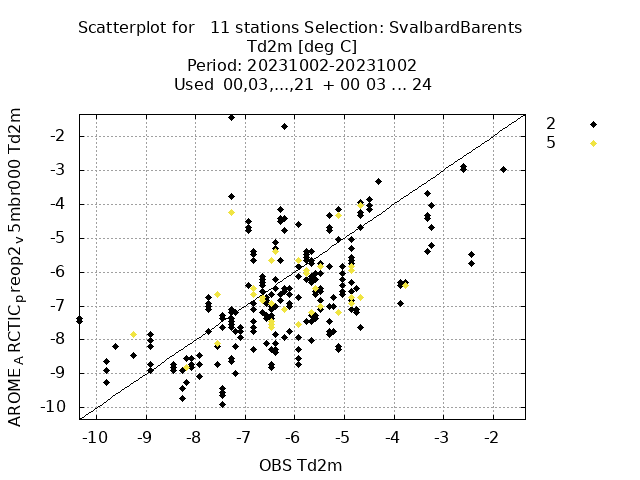 Scatterplot for   11 stations Selection: SvalbardBarents
Td2m [deg C]
Period: 20231002-20231002
Used  00,03,...,21 + 00 03 ... 24
2
5
AROME_ARCTIC_preop2_v5mbr000 Td2m
-2
-3
-4
-5
-6
-7
-8
-9
-10
-10 -9 -8 -7 -6 -5 -4 -3 -2
OBS Td2m